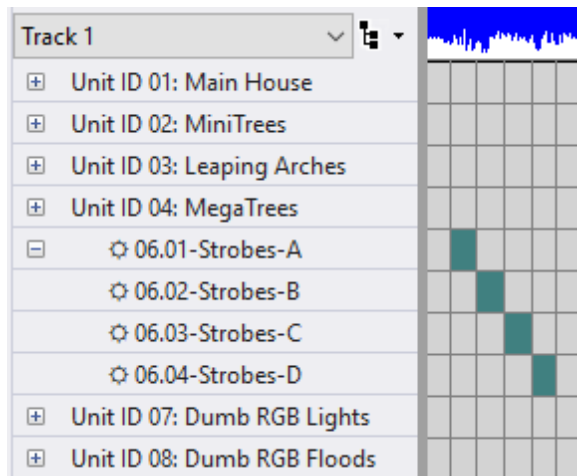 Track 1
Unit ID 01: Main House
Unit ID 02: MiniTrees
Unit ID 03: Leaping Arches
Unit ID 04: MegaTrees
06.01-Strobes-A
06.02-Strobes-B
06.03-Strobes-C
06.04-Strobes-D
Unit ID 07: Dumb RGB Lights
Unit ID 08: Dumb RGB Floods